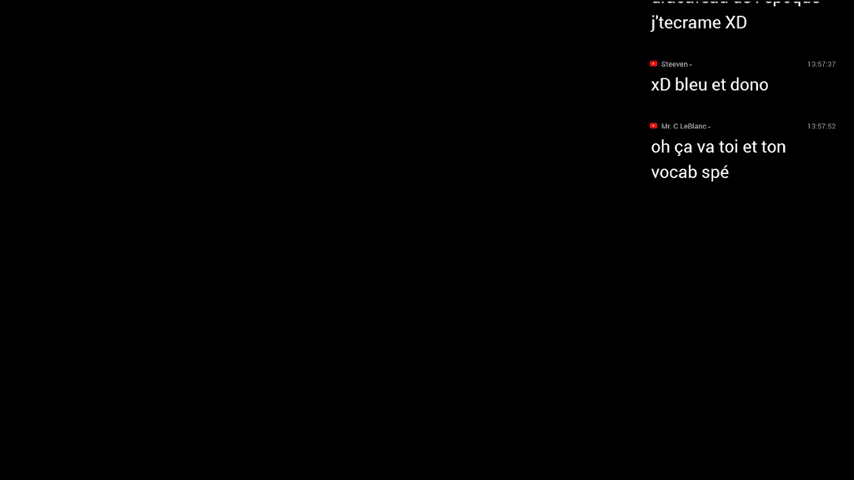 j'tecrame XD
Steeven -
13:57:37
xD bleu et dono
Mr. C LeBlanc -
13:57:52
oh ça va toi et ton
vocab spé